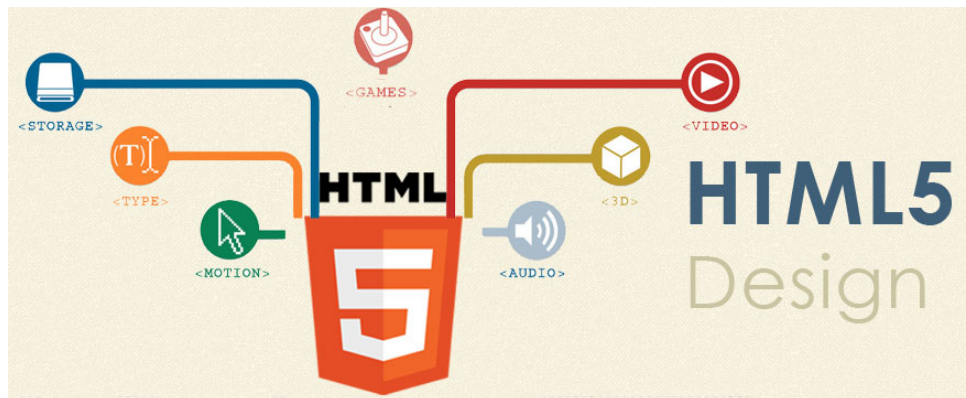 <GAMES>
<STORAGE>
<VIDEO>
(T)
<TYPE>
<3D>
HTML
5
<MOTION>
<AUDIO>
HTML5
Design